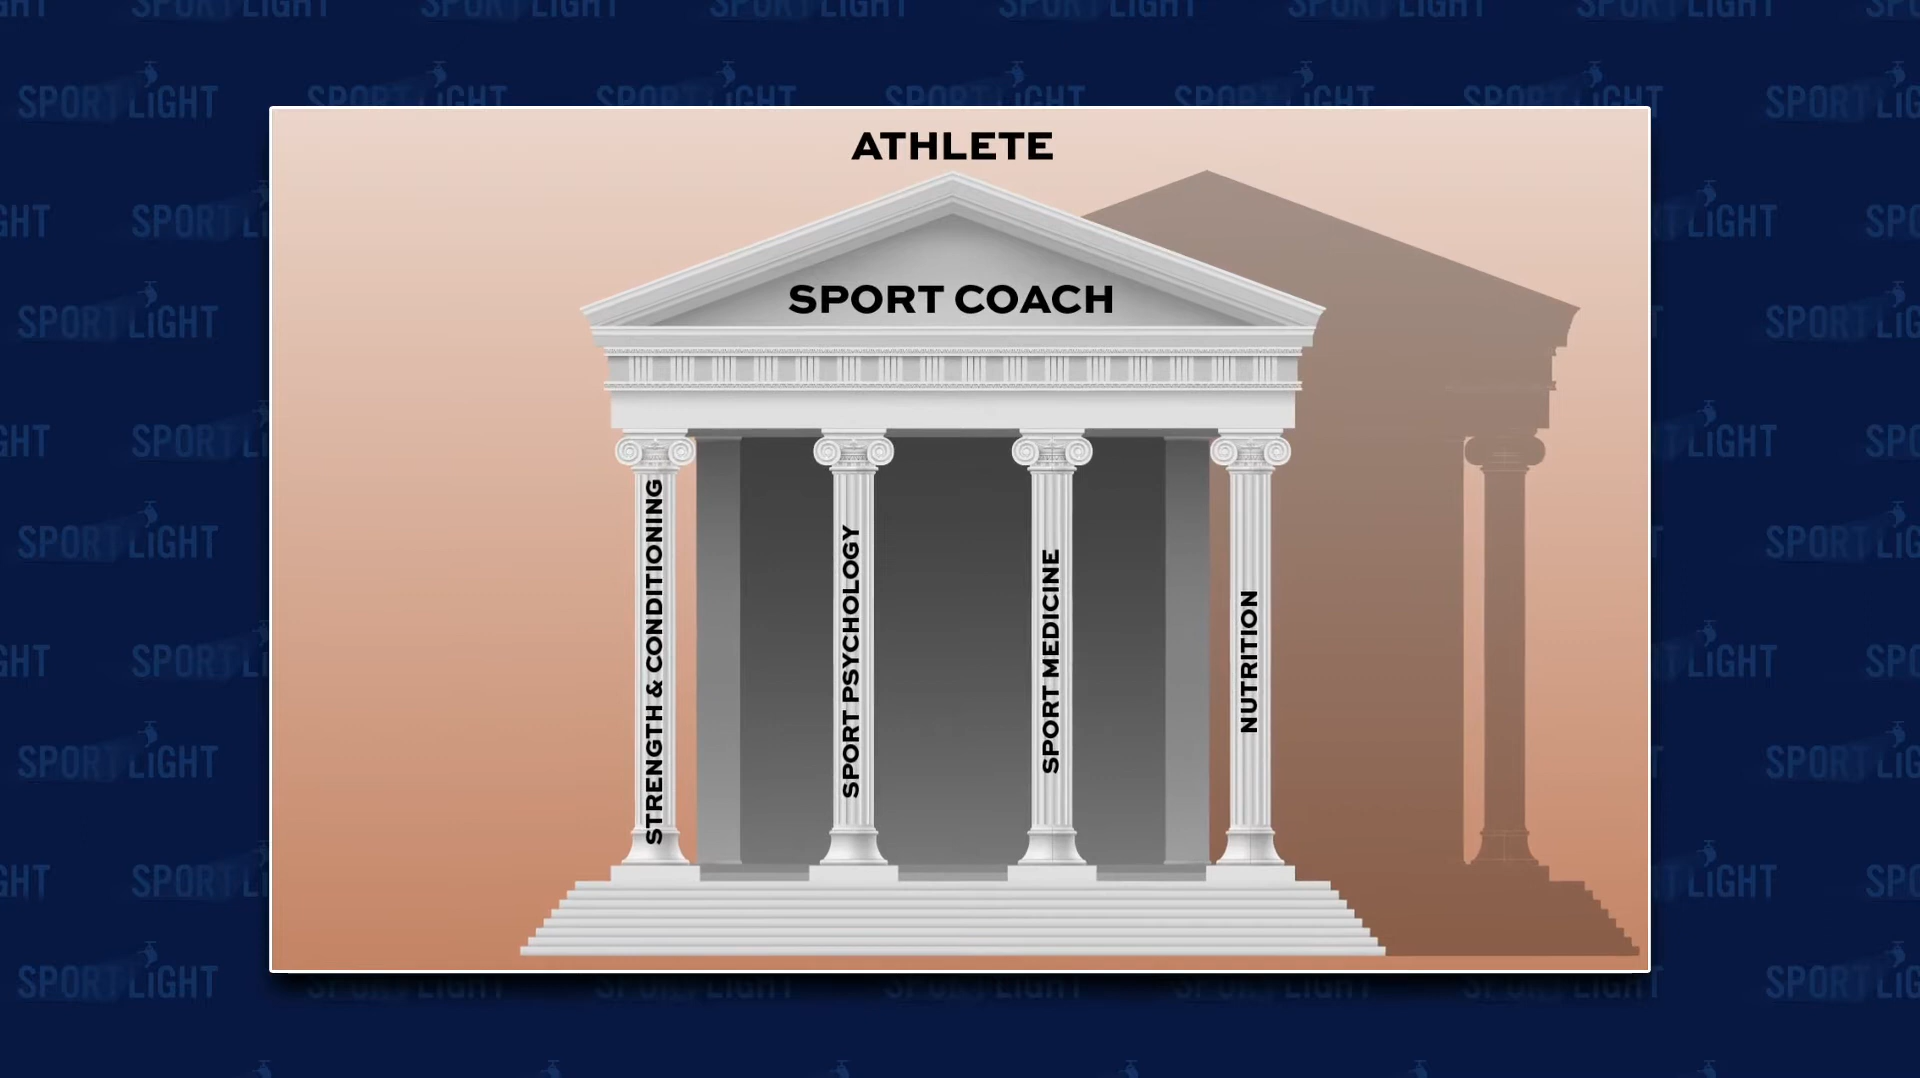 ATHLETE
SPORT COACH
STRENGTH & CONDITIONING
SPORT PSYCHOLOGY
SPORT MEDICINE
NUTRITION
SPORTLiGHT